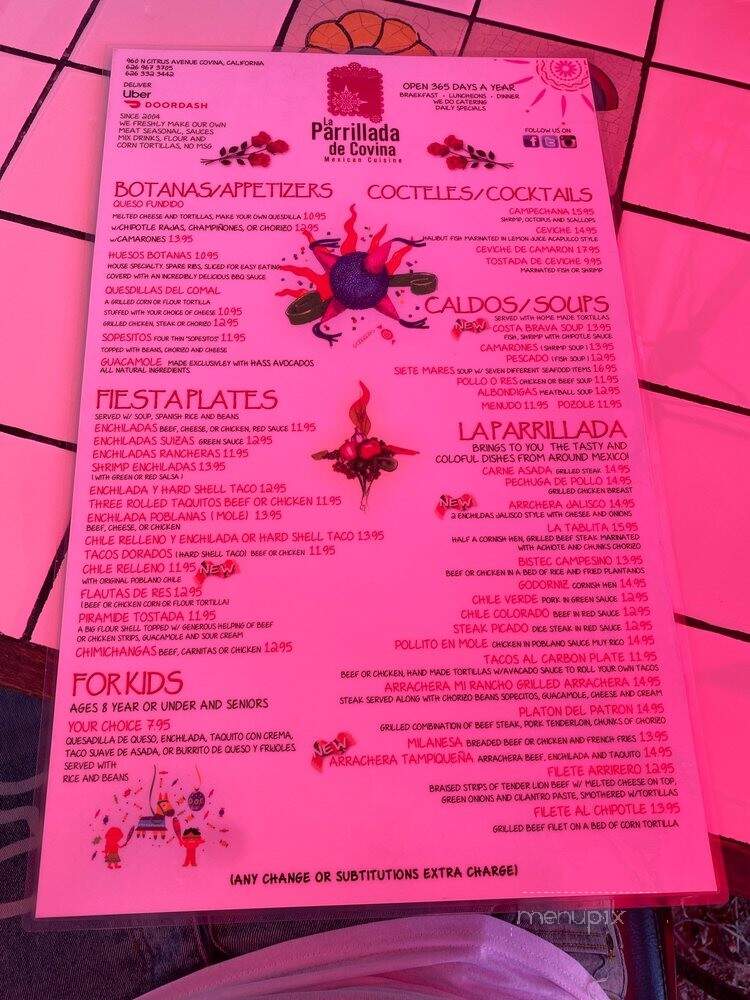 960 N CITRUS AVENUE COVINA, CALIFORNIA
626 967 3705
626 332 3442
DELIVER
Uber
DOORDASH
SINCE 2004
WE FRESHLY MAKE OUR OWN
MEAT SEASONAL, SAUCES
MIX DRINKS, FLOUR AND
CORN TORTILLAS, NO MSG
La
Parrillada
de Covina
Mexican Cuisine
OPEN 365 DAYS A YEAR
BRAEKFAST • LUNCHEONS • DINNER
WE DO CATERING
DAILY SPECIALS
FOLLOW US ON
BOTANAS/APPETIZERS
QUESO FUNDIDO
MELTED CHEESE AND TORTILLAS, MAKE YOUR OWN QUESDILLA 10.95
W/CHIPOTLE RAJAS, CHAMPIÑONES, OR CHORIZO 12.95
W/CAMARONES 13.95
HUESOS BOTANAS 10.95
HOUSE SPECIALTY. SPARE RIBS, SLICED FOR EASY EATING
COVERD WITH AN INCREDIBLY DELICIOUS BBQ SAUCE
QUESDILLAS DEL COMAL
A GRILLED CORN OR FLOUR TORTILLA
STUFFED WITH YOUR CHOICE OF CHEESE 10.95
GRILLED CHICKEN, STEAK OR CHORIZO 12.95
SOPESITOS FOUR THIN "SOPESITOS" 11.95
TOPPED WITH BEANS, CHORIZO AND CHEESE
GUACAMOLE MADE EXCLUSIVLEY WITH HASS AVOCADOS
ALL NATURAL INGREDIENTS
FIESTA PLATES
SERVED W/ SOUP, SPANISH RICE AND BEANS
ENCHILADAS BEEF, CHEESE, OR CHICKEN, RED SAUCE 11.95
ENCHILADAS SUIZAS GREEN SAUCE 12.95
ENCHILADAS RANCHERAS 11.95
SHRIMP ENCHILADAS 13.95
(WITH GREEN OR RED SALSA)
ENCHILADA Y HARD SHELL TACO 12.95
THREE ROLLED TAQUITOS BEEF OR CHICKEN 11.95
ENCHILADA POBLANAS (MOLE) 13.95
BEEF, CHEESE, OR CHICKEN
CHILE RELLENO Y ENCHILADA OR HARD SHELL TACO 13.95
TACOS DORADOS (HARD SHELL TACO) BEEF OR CHICKEN 11.95
CHILE RELLENO 11.95 NEW
WITH ORIGINAL POBLANO CHILE
FLAUTAS DE RES 12.95
(BEEF OR CHICKEN CORN OR FLOUR TORTILLA)
PIRAMIDE TOSTADA 11.95
A BIG FLOUR SHELL TOPPED W/ GENEROUS HELPING OF BEEF
OR CHICKEN STRIPS, GUACAMOLE AND SOUR CREAM
CHIMICHANGAS BEEF, CARNITAS OR CHICKEN 12.95
FOR KIDS
AGES 8 YEAR OR UNDER AND SENIORS
YOUR CHOICE 7.95
QUESADILLA DE QUESO, ENCHILADA, TAQUITO CON CREMA,
TACO SUAVE DE ASADA, OR BURRITO DE QUESO Y FRIJOLES
SERVED WITH
RICE AND BEANS
COCTELES/COCKTAILS
CAMPECHANA 15.95
SHRIMP, OCTOPUS AND SCALLOPS
CEVICHE 14.95
HALIBUT FISH MARINATED IN LEMON JUICE ACAPULCO STYLE
CEVICHE DE CAMARON 17.95
TOSTADA DE CEVICHE 9.95
MARINATED FISH OR SHRIMP
CALDOS/SOUPS
SERVED WITH HOME MADE TORTILLAS
NEW COSTA BRAVA SOUP 13.95
FISH, SHRIMP WITH CHIPOTLE SAUCE
CAMARONES (SHRIMP SOUP) 13.95
PESCADO (FISH SOUP) 12.95
SIETE MARES SOUP W/ SEVEN DIFFERENT SEAFOOD ITEMS 16.95
POLLO O RES CHICKEN OR BEEF SOUP 11.95
ALBONDIGAS MEATBALL SOUP 12.95
MENUDO 11.95 POZOLE 11.95
LA PARRILLADA
BRINGS TO YOU THE TASTY AND
COLOFUL DISHES FROM AROUND MEXICO!
CARNE ASADA GRILLED STEAK 14.95
PECHUGA DE POLLO 14.95
GRILLED CHICKEN BREAST
NEW ARRCHERA JALISCO 14.95
2 ENCHILDAS JALISCO STYLE WITH CHESEE AND ONIONS
LA TABLITA 15.95
HALF A CORNISH HEN, GRILLED BEEF STEAK MARINATED
WITH ACHIOTE AND CHUNKS CHORIZO
BISTEC CAMPESINO 13.95
BEEF OR CHICKEN IN A BED OF RICE AND FRIED PLANTANOS
GODORNIZ CORNISH HEN 14.95
CHILE VERDE PORK IN GREEN SAUCE 12.95
CHILE COLORADO BEEF IN RED SAUCE 12.95
STEAK PICADO DICE STEAK IN RED SAUCE 12.95
POLLITO EN MOLE CHICKEN IN POBLANO SAUCE MUY RICO 14.95
TACOS AL CARBON PLATE 11.95
BEEF OR CHICKEN, HAND MADE TORTILLAS W/AVACADO SAUCE TO ROLL YOUR OWN TACOS
ARRACHERA MI RANCHO GRILLED ARRACHERA 14.95
STEAK SERVED ALONG WITH CHORIZO BEANS SOPECITOS, GUACAMOLE, CHEESE AND CREAM
PLATON DEL PATRON 14.95
GRILLED COMBINATION OF BEEF STEAK, PORK TENDERLOIN, CHUNKS OF CHORIZO
MILANESA BREADED BEEF OR CHICKEN AND FRENCH FRIES 13.95
NEW ARRACHERA TAMPIQUEÑA ARRACHERA BEEF, ENCHILADA AND TAQUITO 14.95
FILETE ARRIRERO 12.95
BRAISED STRIPS OF TENDER LION BEEF W/ MELTED CHEESE ON TOP,
GREEN ONIONS AND CILANTRO PASTE, SMOTHERED W/TORTILLAS
FILETE AL CHIPOTLE 13.95
GRILLED BEEF FILET ON A BED OF CORN TORTILLA
(ANY CHANGE OR SUBTITUTIONS EXTRA CHARGE)
menupix